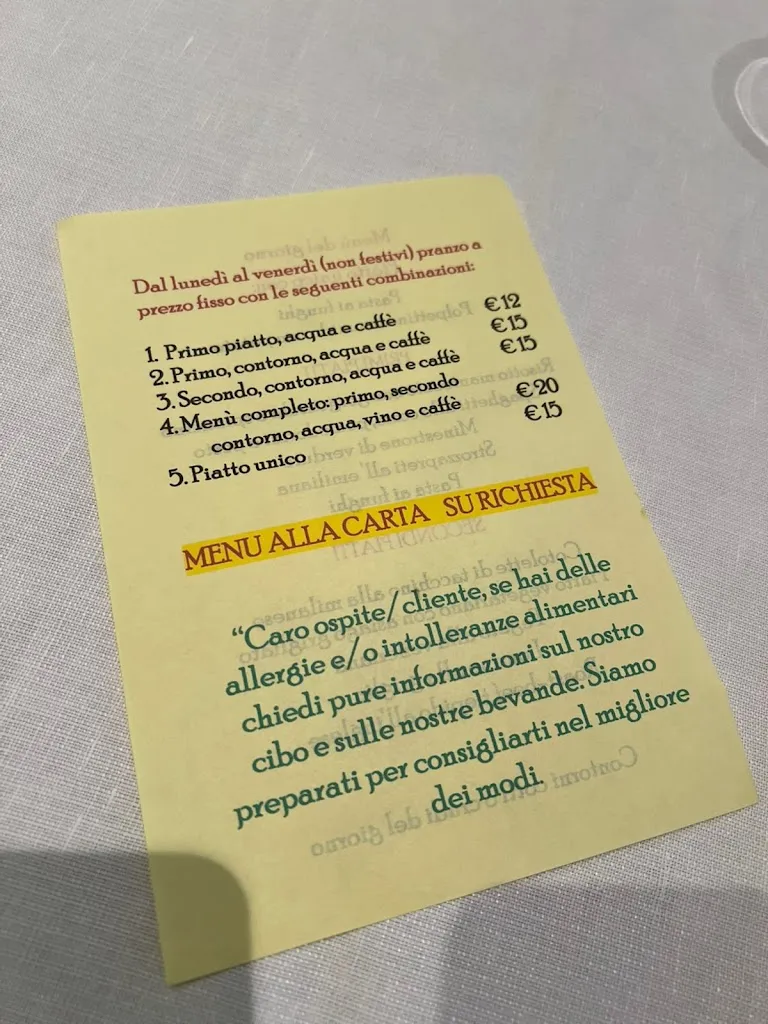 Dal lunedì al venerdì (non festivi) pranzo a
prezzo fisso con le seguenti combinazioni:
1. Primo piatto, acqua e caffè €12
2. Primo, contorno, acqua e caffè €15
3. Secondo, contorno, acqua e caffè €15
4. Menù completo: primo, secondo
contorno, acqua, vino e caffè €20
5. Piatto unico €15
MENU ALLA CARTA SU RICHIESTA
“Caro ospite/cliente, se hai delle
allergie e/o intolleranze alimentari
chiedi pure informazioni sul nostro
cibo e sulle nostre bevande. Siamo
preparati per consigliarti nel migliore
dei modi.